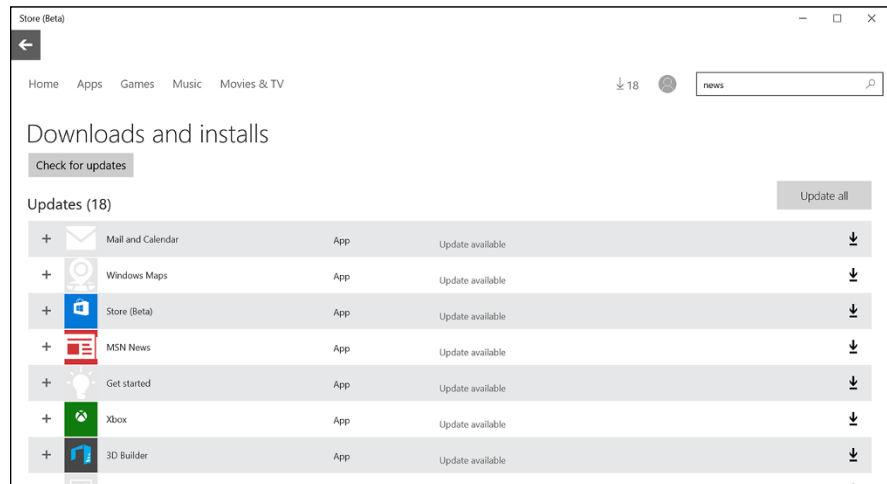 Store (Beta)
Home Apps Games Music Movies & TV 18 news
Downloads and installs
Check for updates
Updates (18) Update all
Mail and Calendar App Update available
Windows Maps App Update available
Store (Beta) App Update available
MSN News App Update available
Get started App Update available
Xbox App Update available
3D Builder App Update available